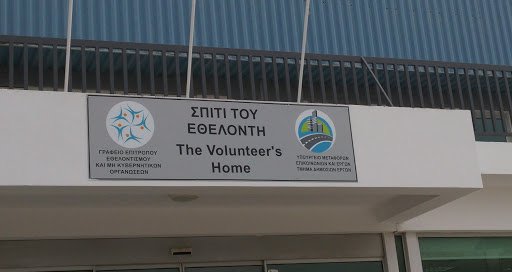 ΣΠΙΤΙ ΤΟΥ
ΕΘΕΛΟΝΤΗ
The Volunteer's
Home
ΓΡΑΦΕΙΟ ΕΠΙΤΡΟΠΟΥ
ΕΘΕΛΟΝΤΙΣΜΟΥ
ΚΑΙ ΜΗ ΚΥΒΕΡΝΗΤΙΚΩΝ
ΟΡΓΑΝΩΣΕΩΝ
ΥΠΟΥΡΓΕΙΟ ΜΕΤΑΦΟΡΩΝ
ΕΠΙΚΟΙΝΩΝΙΩΝ ΚΑΙ ΕΡΓΩΝ
ΤΜΗΜΑ ΔΗΜΟΣΙΩΝ ΕΡΓΩΝ